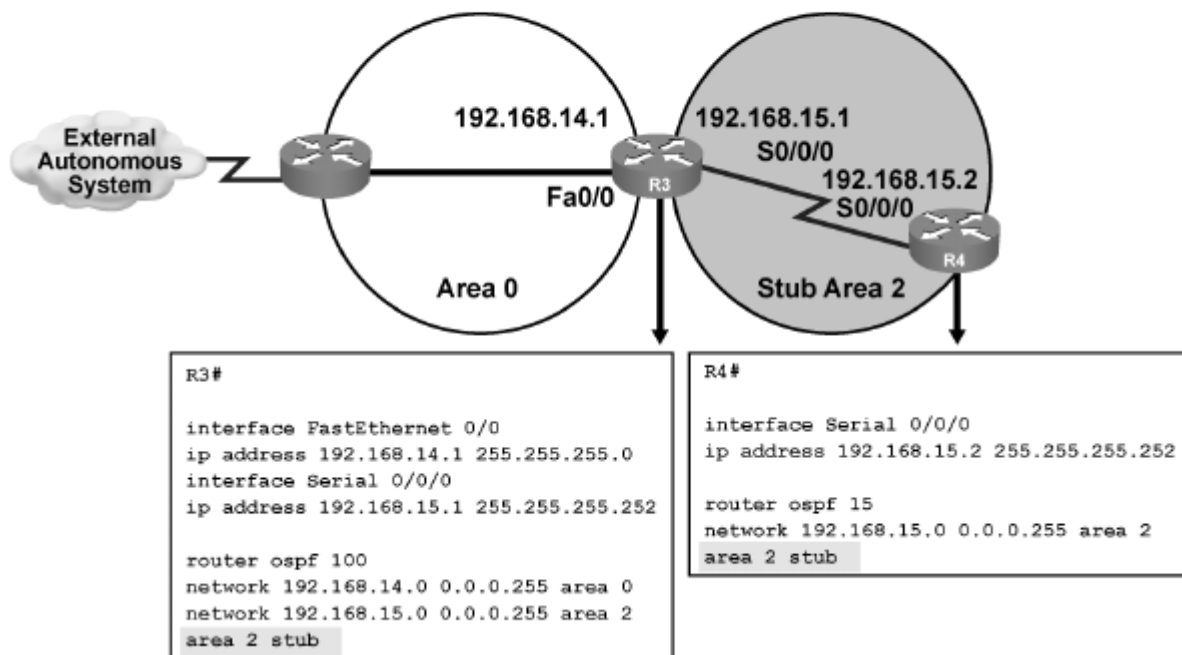 External
Autonomous
System
192.168.14.1
Fa0/0
R3
192.168.15.1
S0/0/0
192.168.15.2
S0/0/0
R4
Area 0
Stub Area 2
R3#
interface FastEthernet 0/0
ip address 192.168.14.1 255.255.255.0
interface Serial 0/0/0
ip address 192.168.15.1 255.255.255.252
router ospf 100
network 192.168.14.0 0.0.0.255 area 0
network 192.168.15.0 0.0.0.255 area 2
area 2 stub
R4#
interface Serial 0/0/0
ip address 192.168.15.2 255.255.255.252
router ospf 15
network 192.168.15.0 0.0.0.255 area 2
area 2 stub